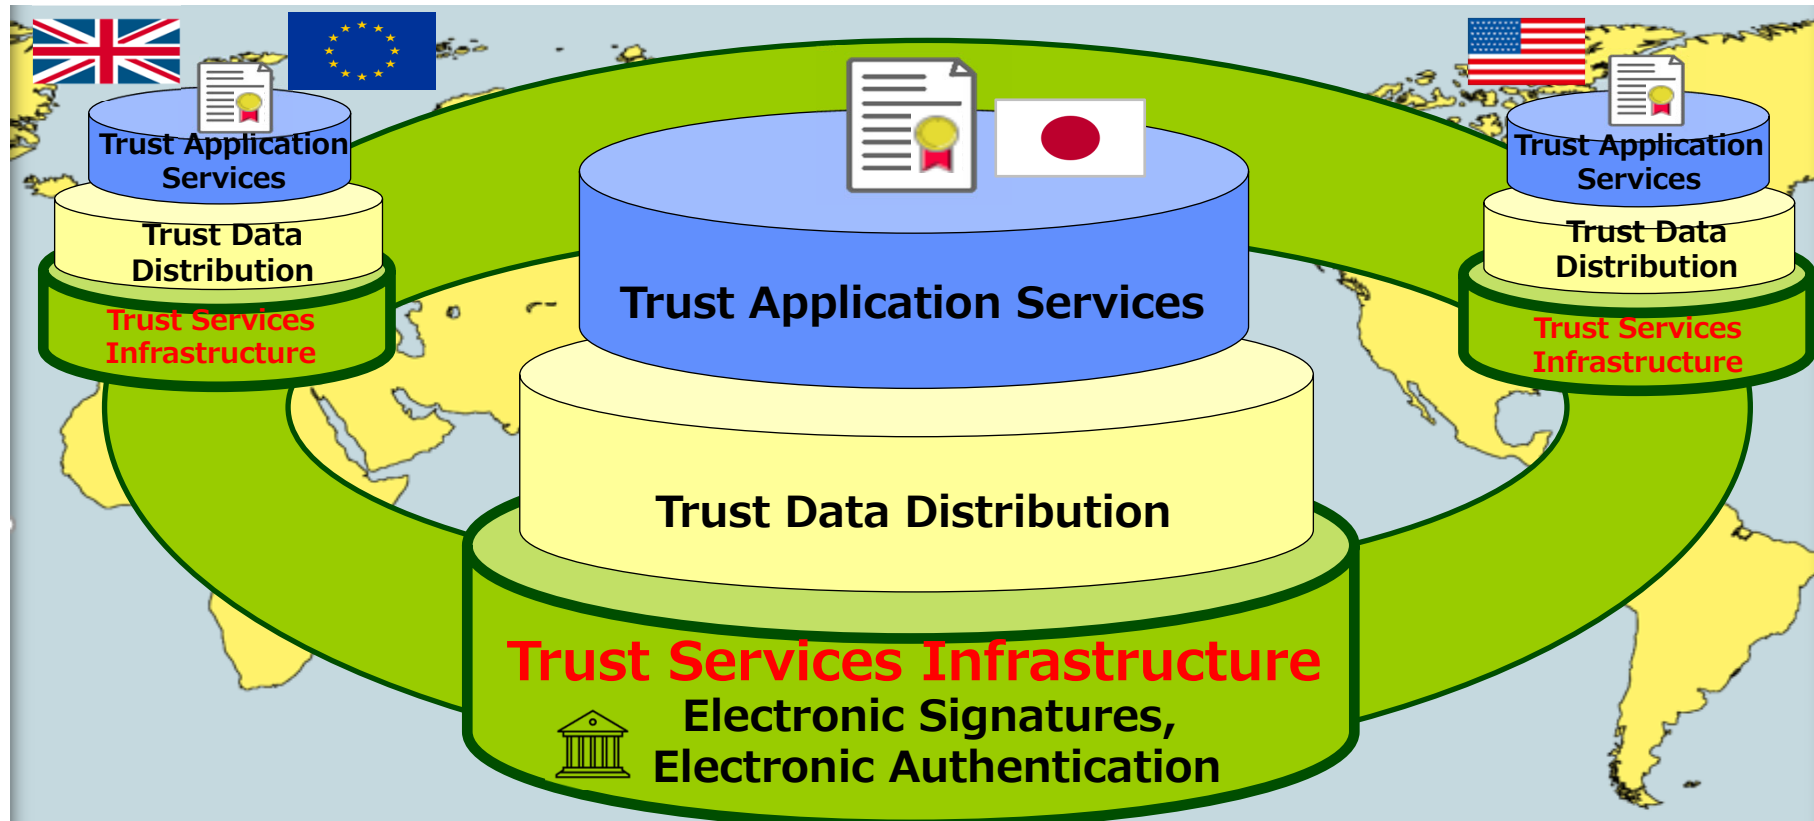 Trust Application
Services
Trust Data
Distribution
Trust Services
Infrastructure
Trust Application Services
Trust Data Distribution
Trust Services Infrastructure
Electronic Signatures,
Electronic Authentication
Trust Application
Services
Trust Data
Distribution
Trust Services
Infrastructure